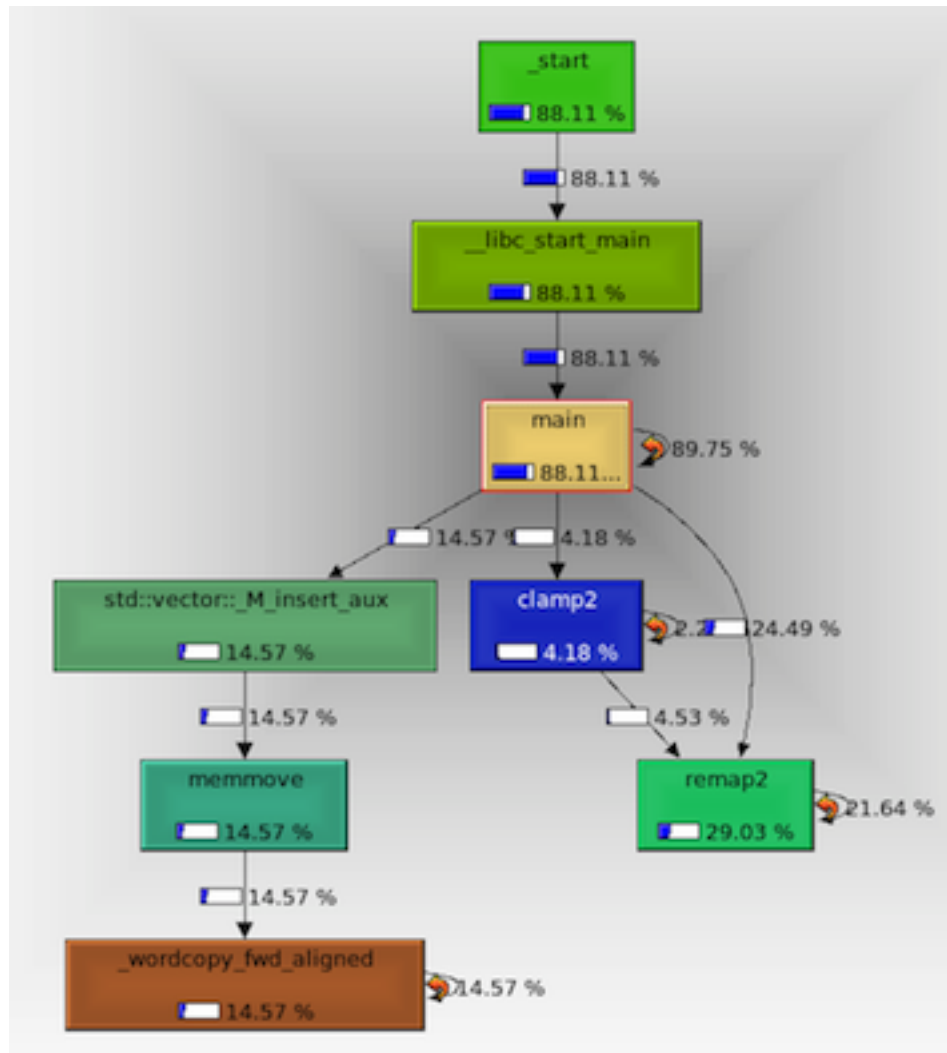 _start
88.11 %
88.11 %
__libc_start_main
88.11 %
88.11 %
main
88.11...
89.75 %
14.57 %
4.18 %
std::vector::_M_insert_aux
14.57 %
clamp2
4.18 %
24.49 %
14.57 %
4.53 %
memmove
14.57 %
remap2
29.03 %
21.64 %
14.57 %
_wordcopy_fwd_aligned
14.57 %
14.57 %